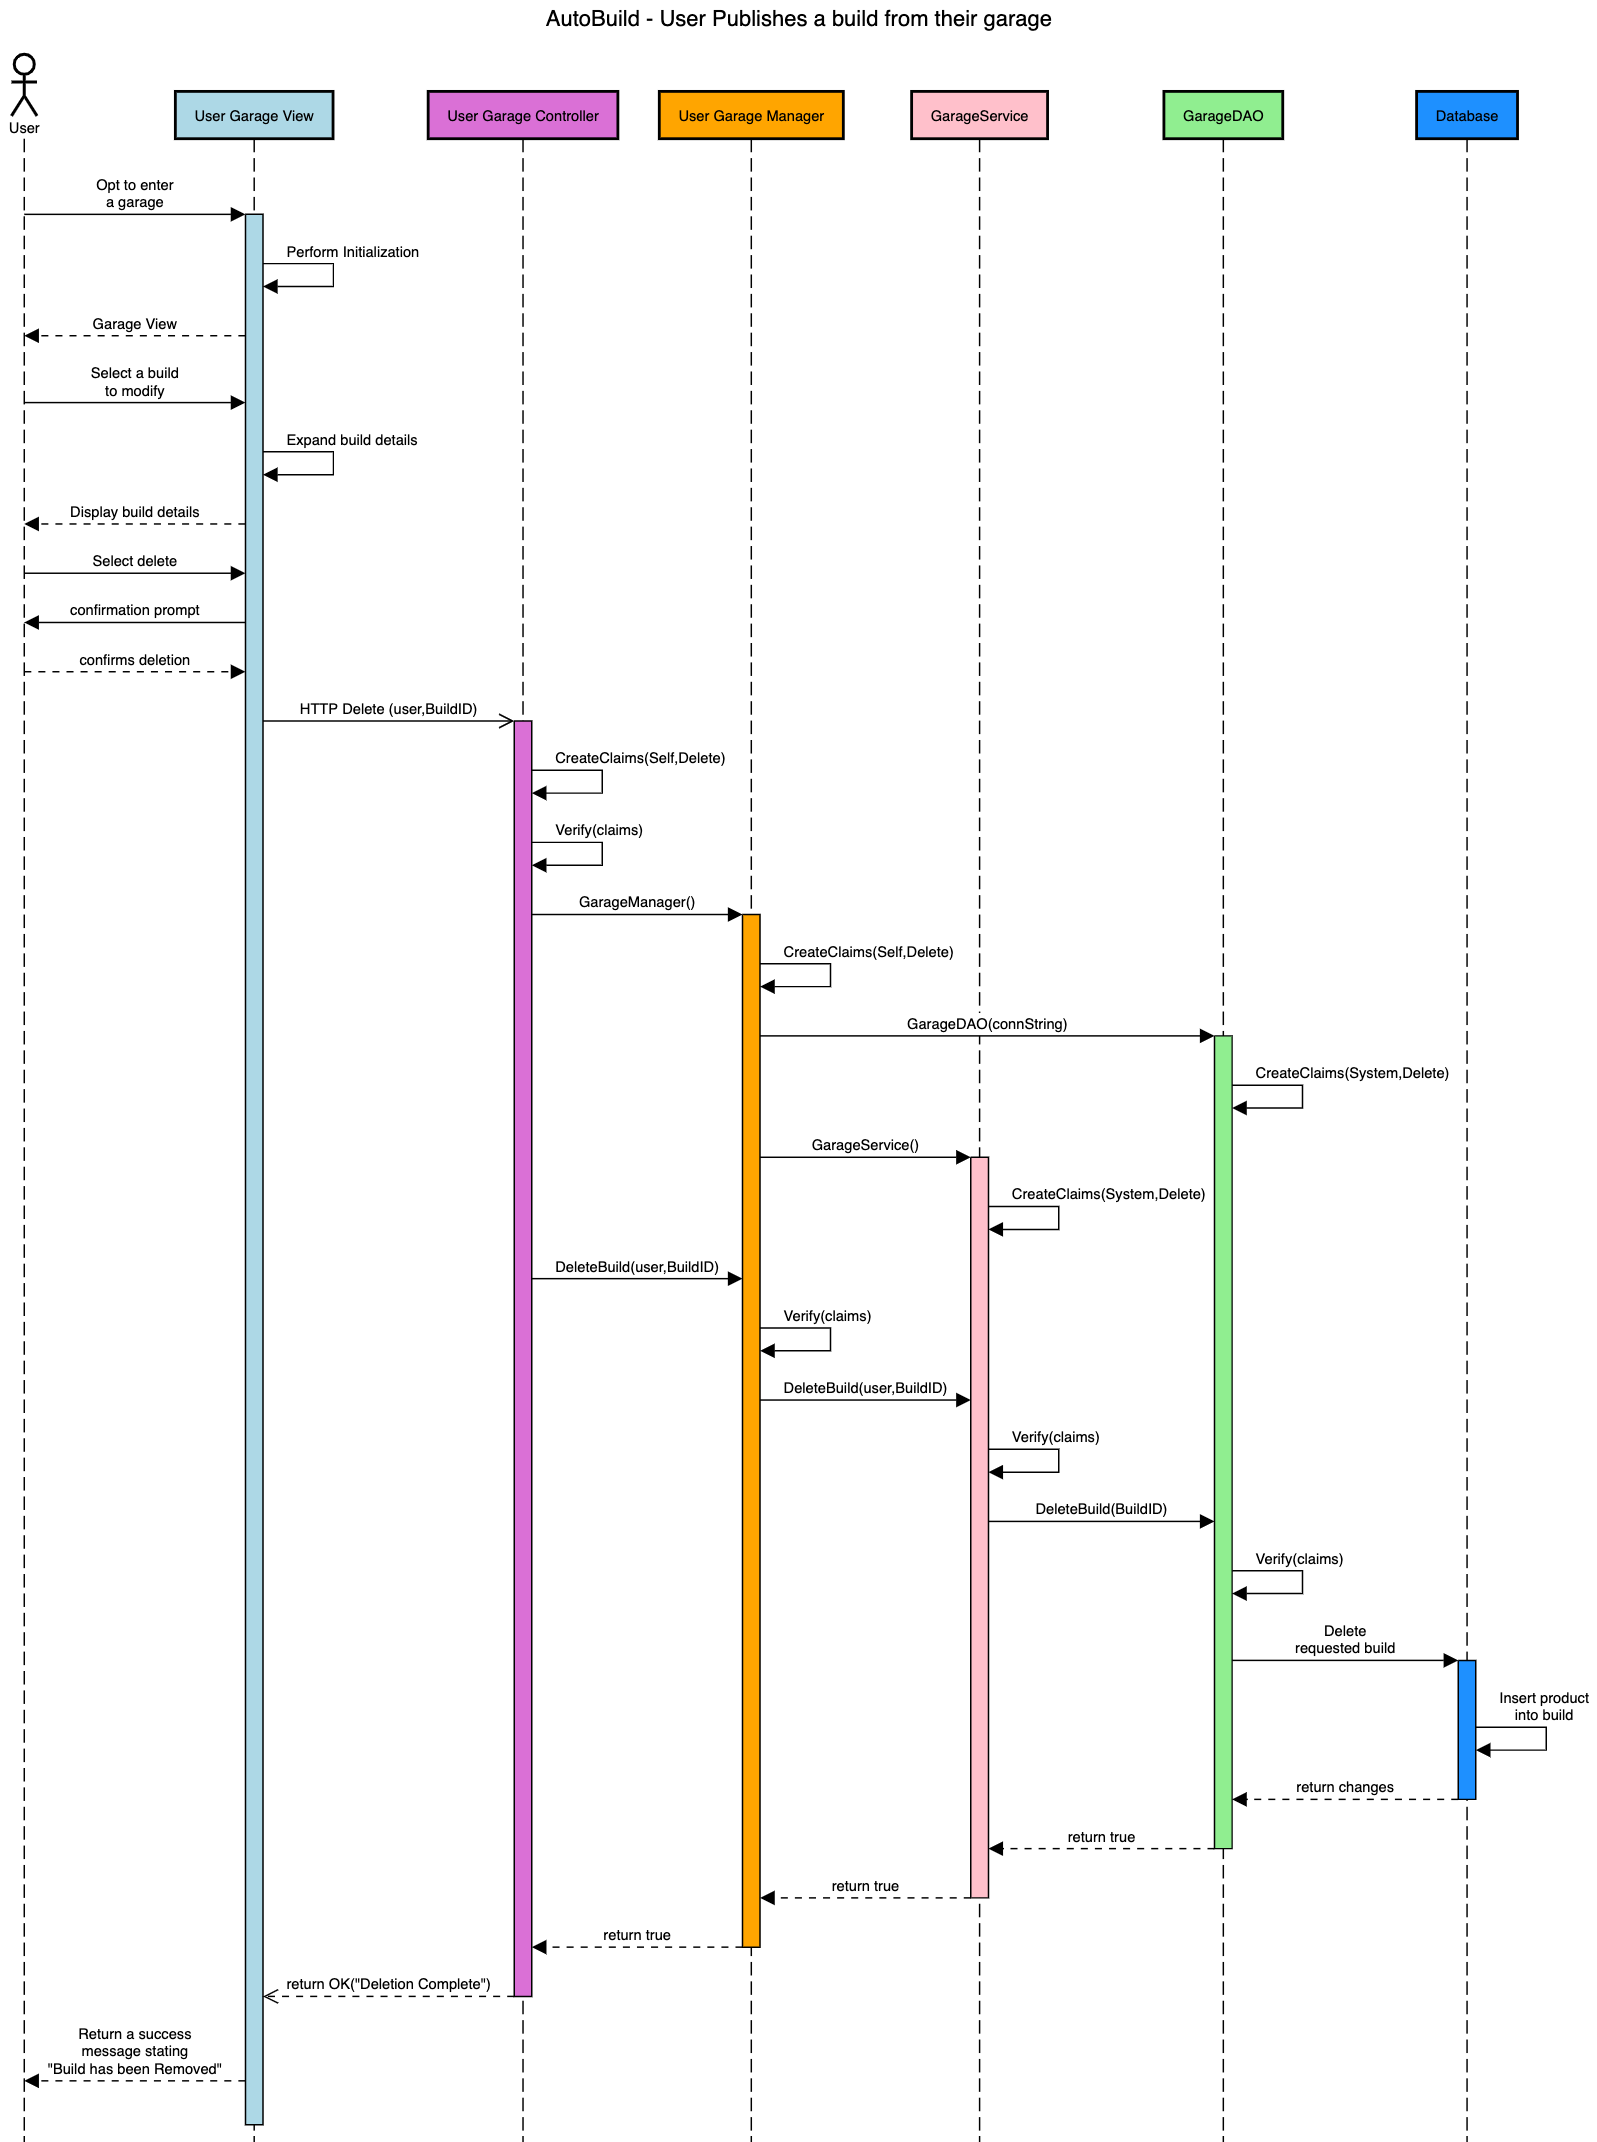 AutoBuild - User Publishes a build from their garage
User
User Garage View
User Garage Controller
User Garage Manager
GarageService
GarageDAO
Database
Opt to enter
a garage
Perform Initialization
Garage View
Select a build
to modify
Expand build details
Display build details
Select delete
confirmation prompt
confirms deletion
HTTP Delete (user,BuildID)
CreateClaims(Self,Delete)
Verify(claims)
GarageManager()
CreateClaims(Self,Delete)
GarageDAO(connString)
CreateClaims(System,Delete)
GarageService()
CreateClaims(System,Delete)
DeleteBuild(user,BuildID)
Verify(claims)
DeleteBuild(user,BuildID)
Verify(claims)
DeleteBuild(BuildID)
Verify(claims)
Delete
requested build
Insert product
into build
return changes
return true
return true
return true
return OK("Deletion Complete")
Return a success
message stating
"Build has been Removed"